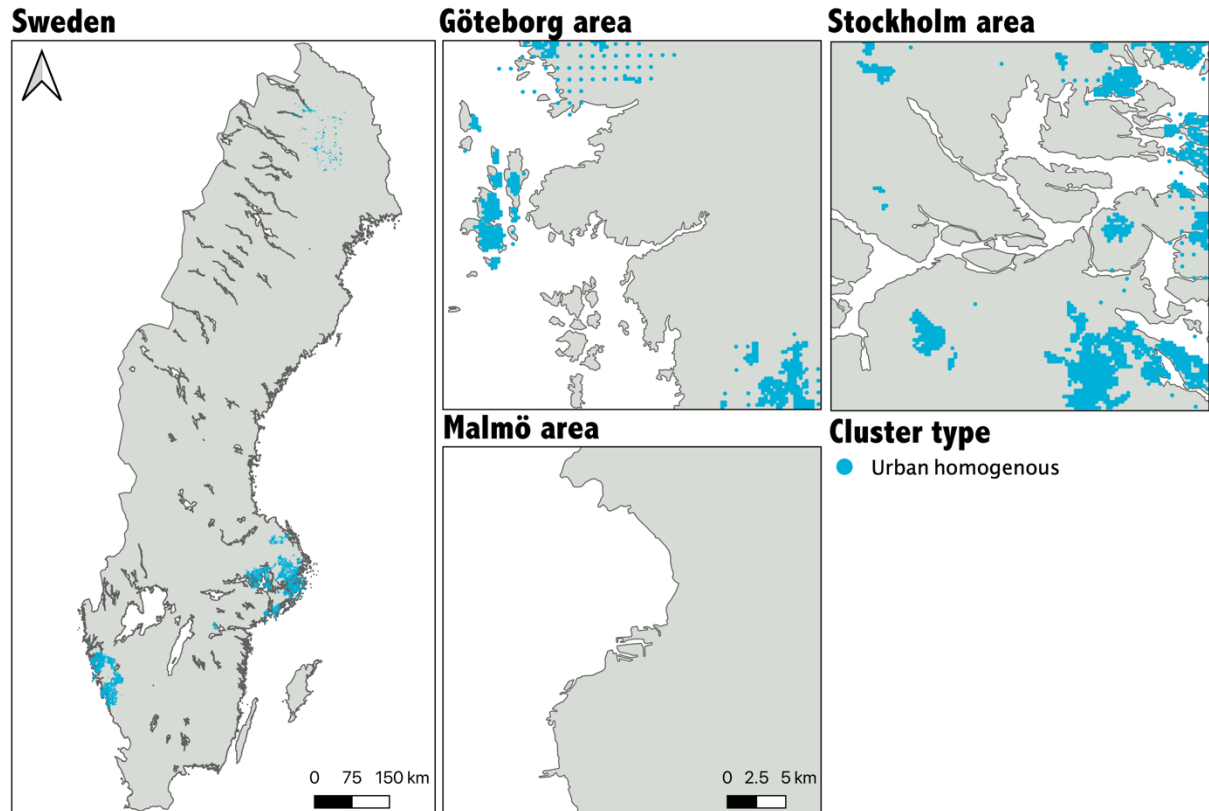 Sweden
Göteborg area
Stockholm area
Malmö area
Cluster type
Urban homogenous
0 75 150 km
0 2.5 5 km